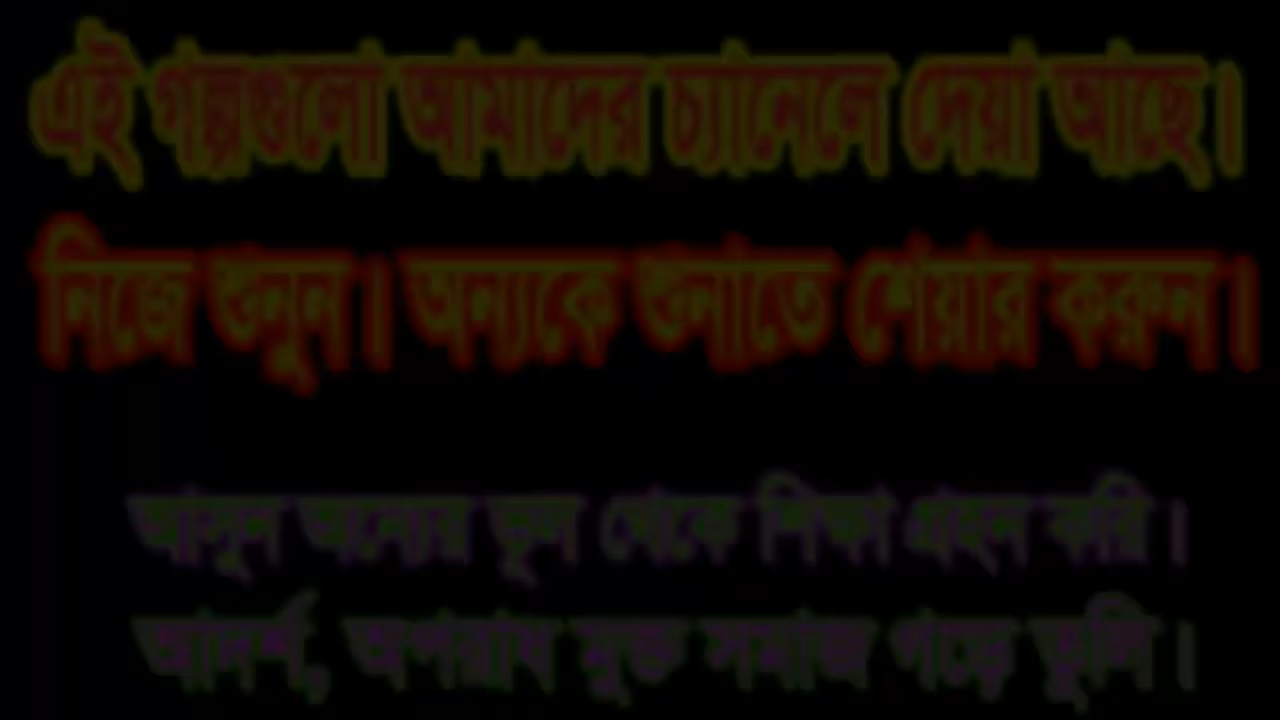 এই গল্পগুলো আমাদের চ্যানেলে দেয়া আছে।
নিজে শুনুন। অন্যকে শুনাতে শেয়ার করুন।
আসুন অন্যের ভুল থেকে শিক্ষা গ্রহন করি।
আদর্শ, অপরাধ মুক্ত সমাজ গড়ে তুলি।